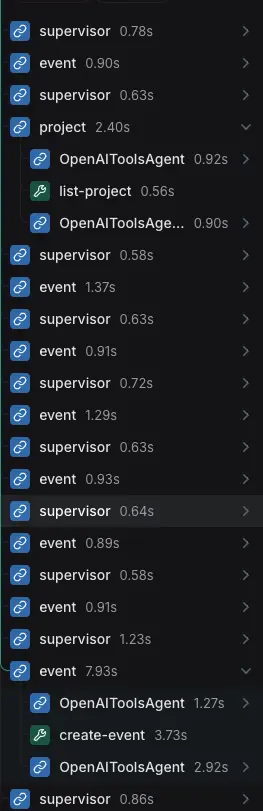 supervisor 0.78s
event 0.90s
supervisor 0.63s
project 2.40s
OpenAIToolsAgent 0.92s
list-project 0.56s
OpenAIToolsAge... 0.90s
supervisor 0.58s
event 1.37s
supervisor 0.63s
event 0.91s
supervisor 0.72s
event 1.29s
supervisor 0.63s
event 0.93s
supervisor 0.64s
event 0.89s
supervisor 0.58s
event 0.91s
supervisor 1.23s
event 7.93s
OpenAIToolsAgent 1.27s
create-event 3.73s
OpenAIToolsAgent 2.92s
supervisor 0.86s